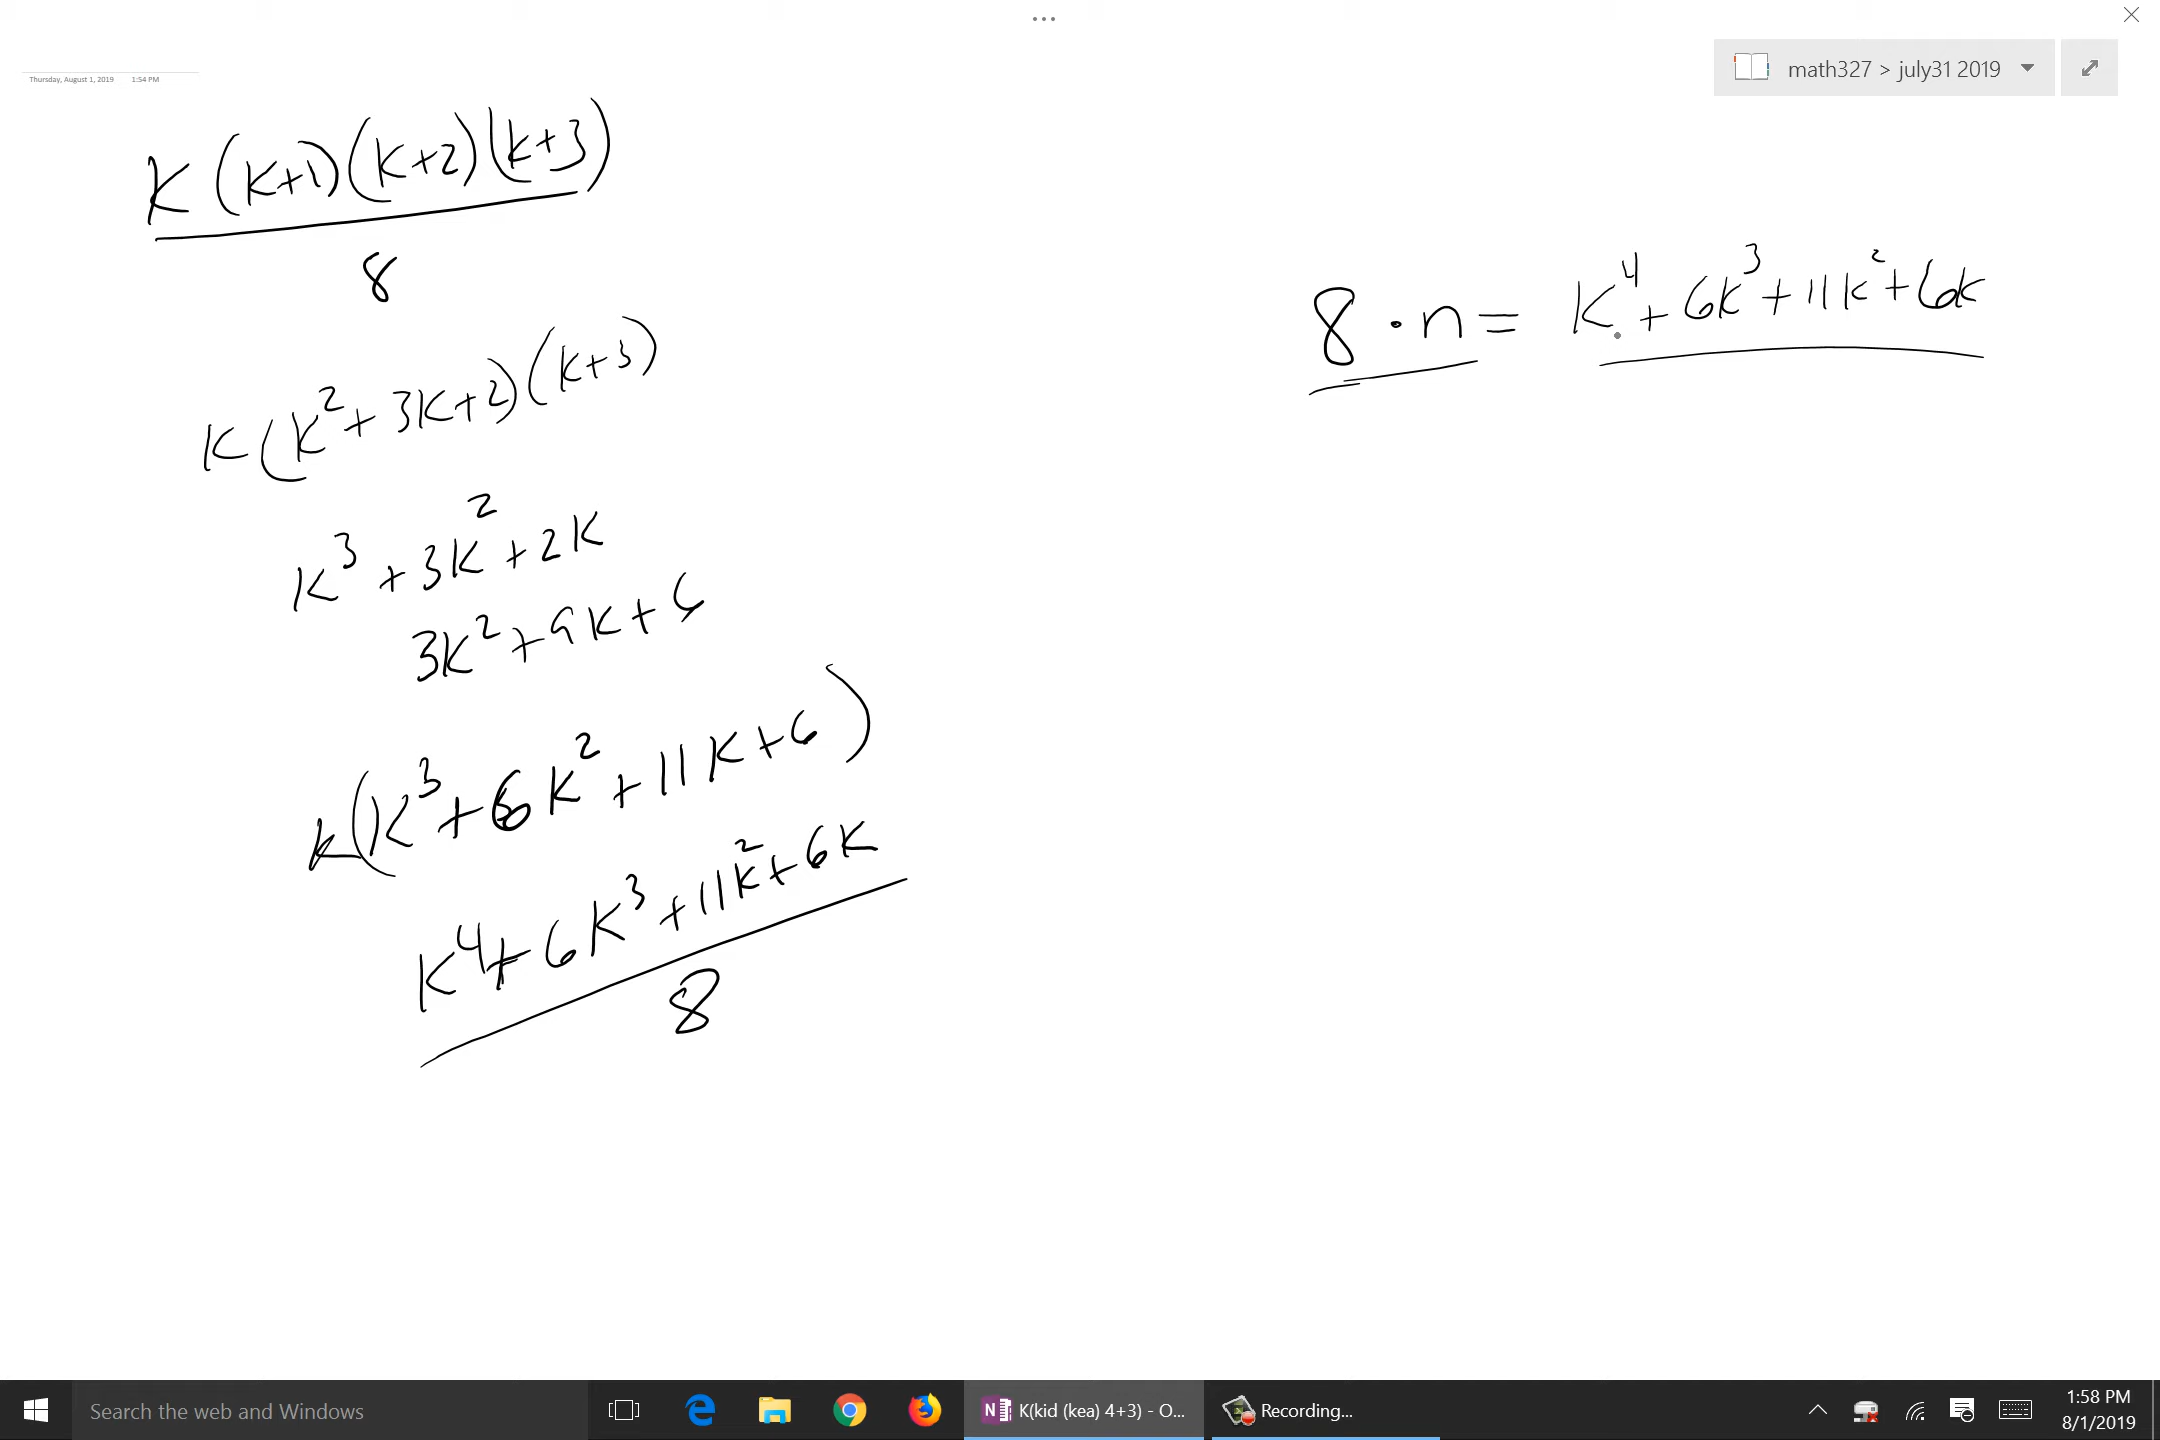 ...
math327 > july31 2019
Thursday, August 1, 2019 1:54 PM
K(K+1)(K+2)(K+3)
8
K(K²+3K+2)(K+3)
K³+3K²+2K
3K²+9K+6
K(K³+6K²+11K+6)
K⁴+6K³+11K²+6K
8
8·n=K⁴+6K³+11K²+6K
Search the web and Windows
K(kid (kea) 4+3) - O...
Recording...
1:58 PM
8/1/2019